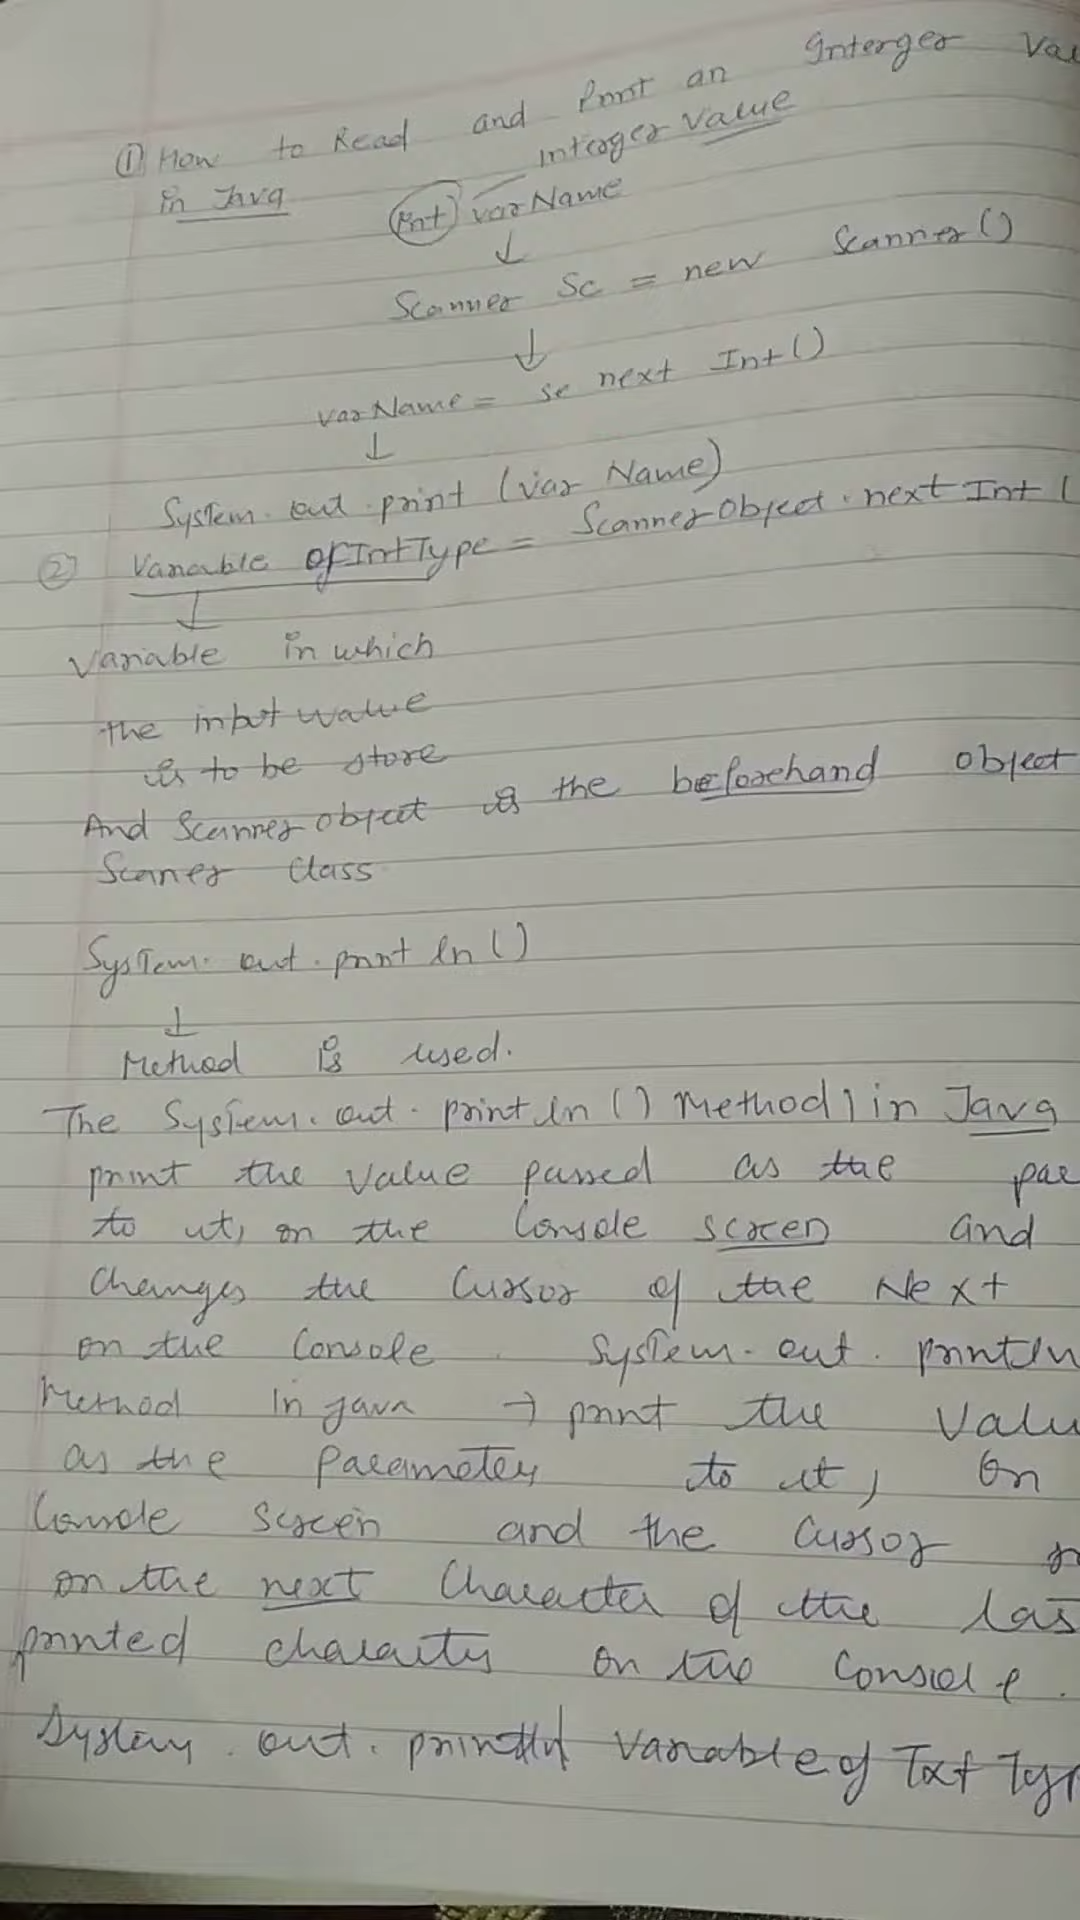 ① How to Read and Print an Interger Val
in Java
interger value
int varName
Scanner Sc = new Scanner()
varName = sc next Int()
System. out .print (var Name)
② Variable of Int Type = Scanner Object . next Int (
Variable in which
the input value
is to be store
And Scanner object is the beforehand object
Scaner Class
System. out . print ln ()
Method is used.
The System. out . print ln () Method) in Java
print the value passed as the par
to it, on the Console screen and
Changes the Cursor of the Next
on the Console . System. out . println
Method in java → print the Valu
as the Parameter to it, on
Console Screen and the Cursor
on the next Character of the las
printed character on the Console.
System . out . println Variable of Txt Typ